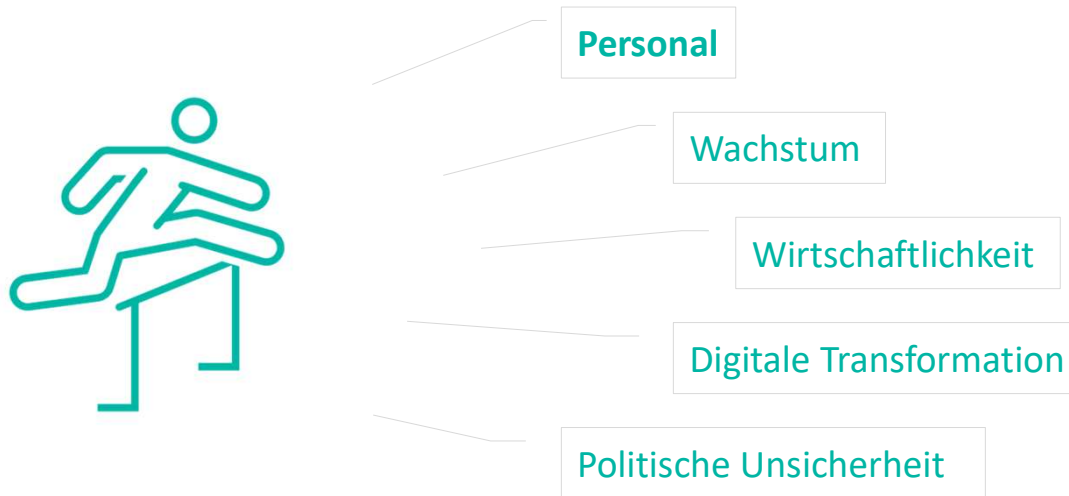 Personal
Wachstum
Wirtschaftlichkeit
Digitale Transformation
Politische Unsicherheit